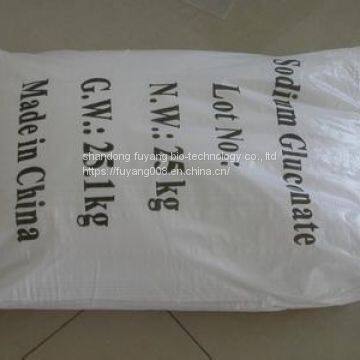 Sodium Gluconate
Lot No.:
N.W.: 25kg
G.W.: 25.1kg
Made in China
shandong fuyang bio-technology co.,ltd
https://fuyang008.en.china.cn/